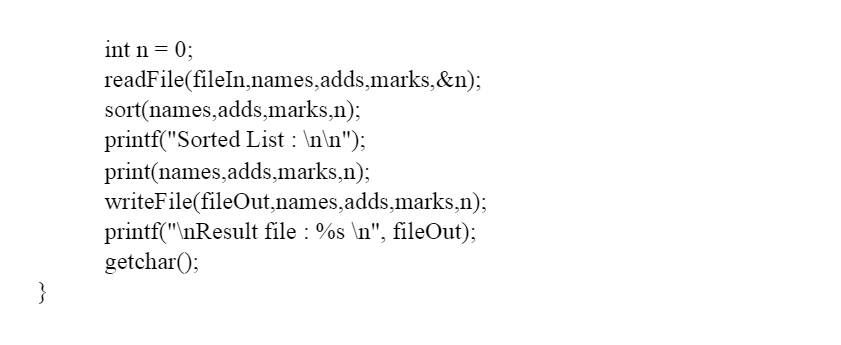 int n = 0;
readFile(fileIn,names,adds,marks,&n);
sort(names,adds,marks,n);
printf("Sorted List : \n\n");
print(names,adds,marks,n);
writeFile(fileOut,names,adds,marks,n);
printf("\nResult file : %s \n", fileOut);
getchar();
}